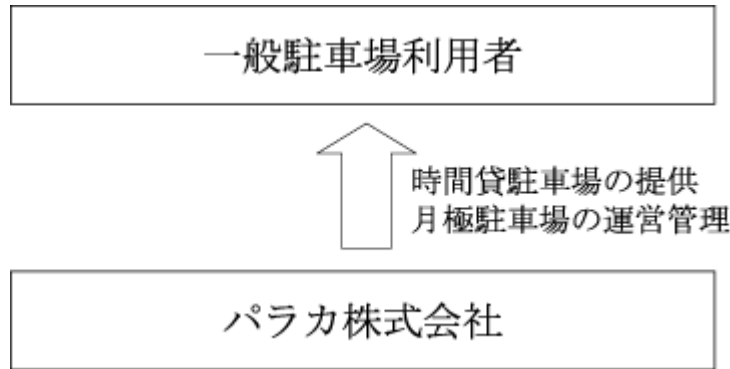 一般駐車場利用者
時間貸駐車場の提供
月極駐車場の運営管理
パラカ株式会社